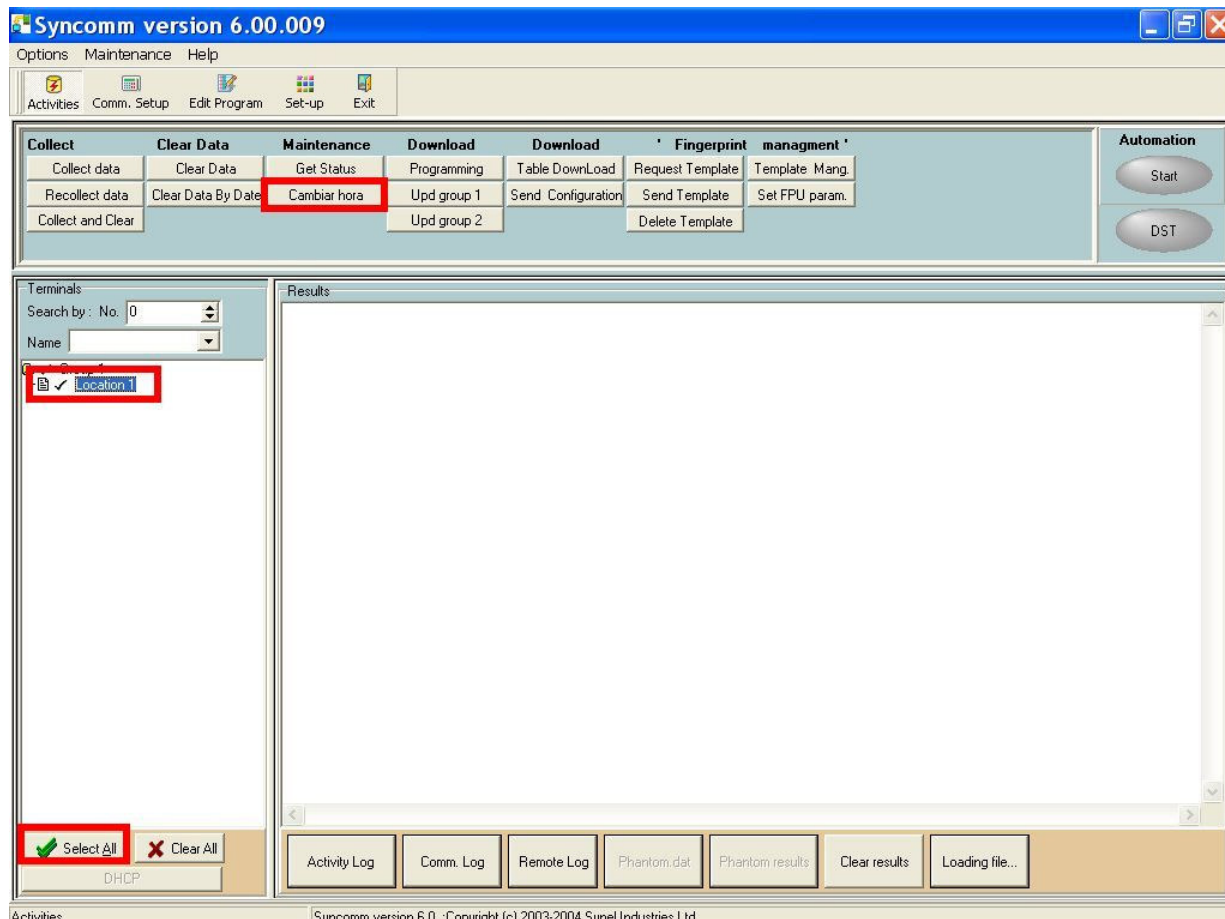 Syncomm version 6.00.009
Options Maintenance Help
Activities Comm. Setup Edit Program Set-up Exit
Collect Clear Data Maintenance Download Download ' Fingerprint managment '
Collect data Clear Data Get Status Programming Table DownLoad Request Template Template Mang.
Recollect data Clear Data By Date Cambiar hora Upd group 1 Send Configuration Send Template Set FPU param.
Collect and Clear Upd group 2 Delete Template
Automation
Start
DST
Terminals
Search by : No. 0
Name
Location 1
Select All Clear All
DHCP
Results
Activity Log Comm. Log Remote Log Phantom.dat Phantom results Clear results Loading file...
Activities Syncomm version 6.0 .:Copyright (c) 2003-2004 Synel Industries Ltd.